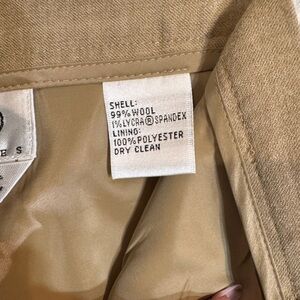 SHELL:
99% WOOL
1% LYCRA® SPANDEX
LINING:
100% POLYESTER
DRY CLEAN
E S